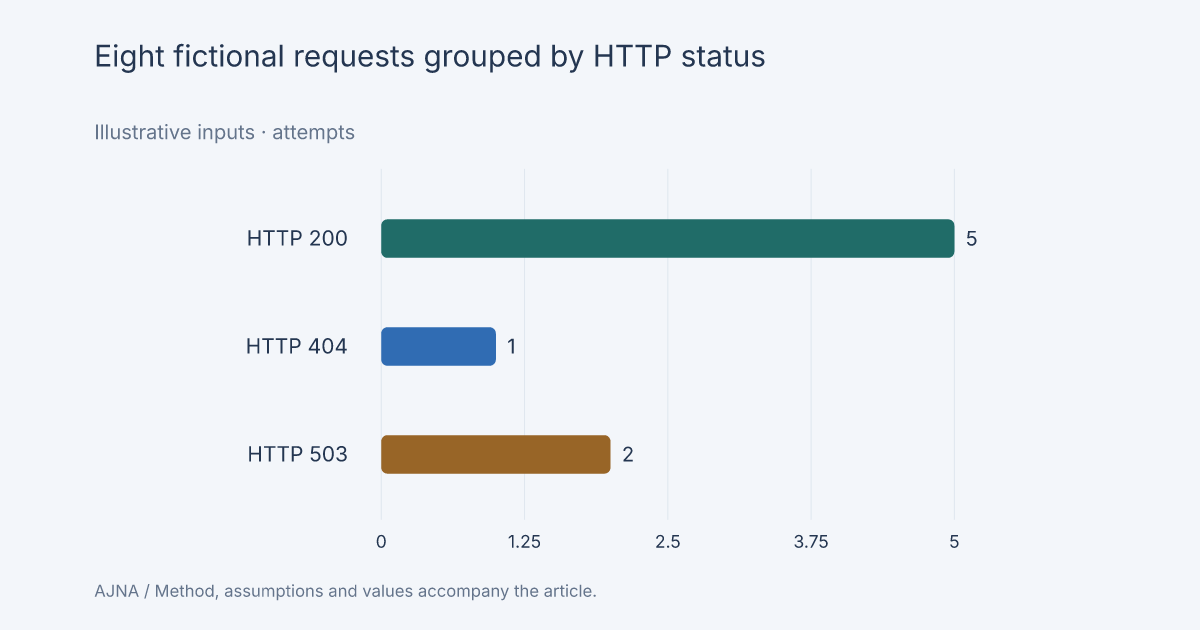 Eight fictional requests grouped by HTTP status
Illustrative inputs · attempts
HTTP 200 5
HTTP 404 1
HTTP 503 2
0 1.25 2.5 3.75 5
AJNA / Method, assumptions and values accompany the article.